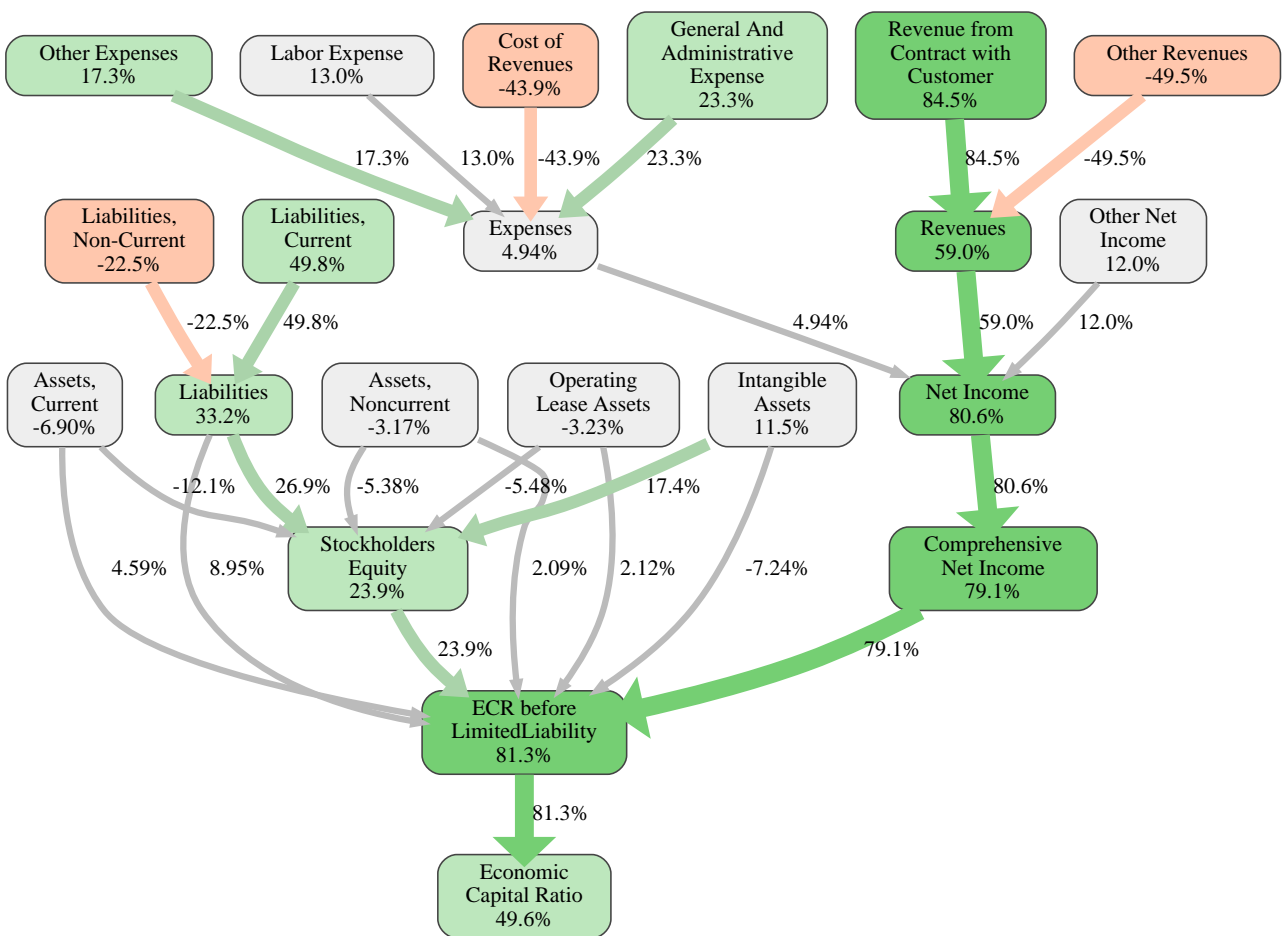 Other Expenses
17.3%
Labor Expense
13.0%
Cost of
Revenues
-43.9%
General And
Administrative
Expense
23.3%
Revenue from
Contract with
Customer
84.5%
Other Revenues
-49.5%
17.3%
13.0%
-43.9%
23.3%
84.5%
-49.5%
Liabilities,
Non-Current
-22.5%
Liabilities,
Current
49.8%
Expenses
4.94%
Revenues
59.0%
Other Net
Income
12.0%
-22.5%
49.8%
4.94%
59.0%
12.0%
Assets,
Current
-6.90%
Liabilities
33.2%
Assets,
Noncurrent
-3.17%
Operating
Lease Assets
-3.23%
Intangible
Assets
11.5%
Net Income
80.6%
-12.1%
26.9%
-5.38%
-5.48%
17.4%
80.6%
Stockholders
Equity
23.9%
Comprehensive
Net Income
79.1%
4.59%
8.95%
2.09%
2.12%
-7.24%
23.9%
79.1%
ECR before
LimitedLiability
81.3%
81.3%
Economic
Capital Ratio
49.6%